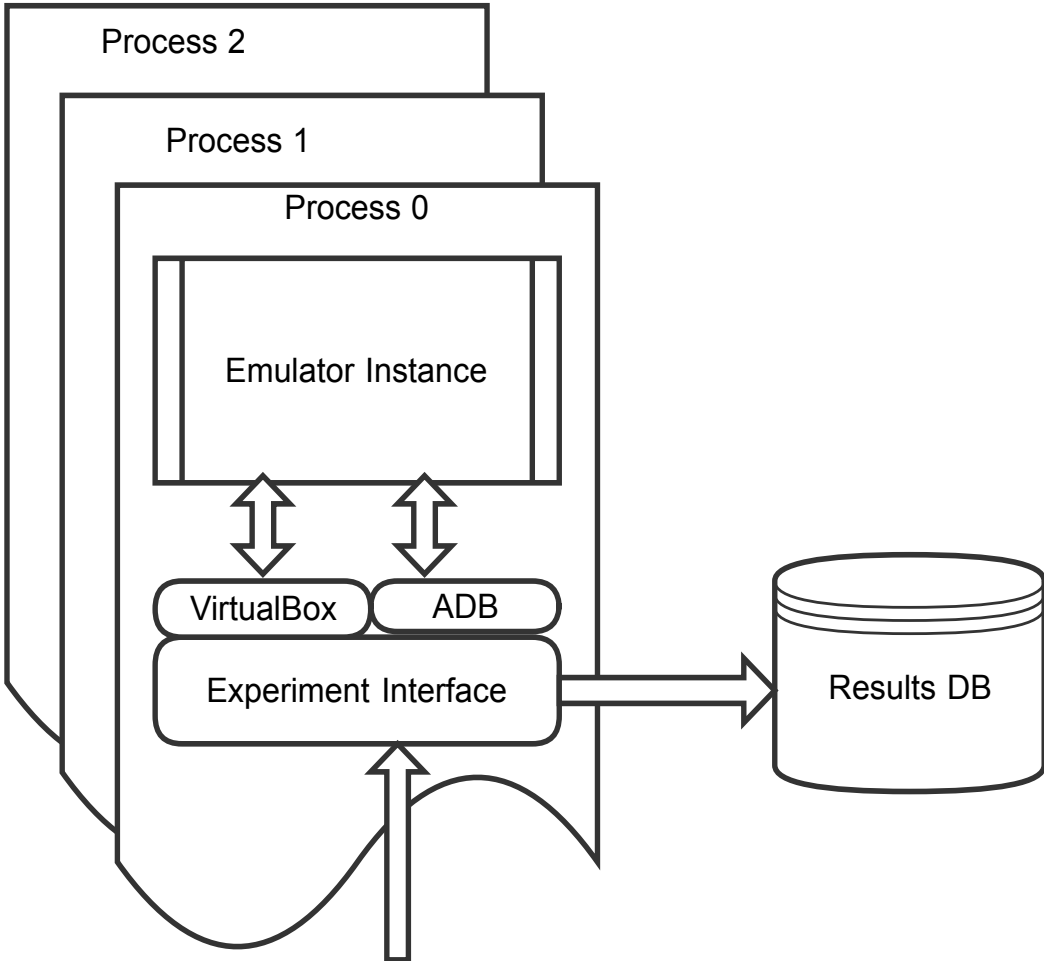 Process 2
Process 1
Process 0
Emulator Instance
VirtualBox
ADB
Experiment Interface
Results DB